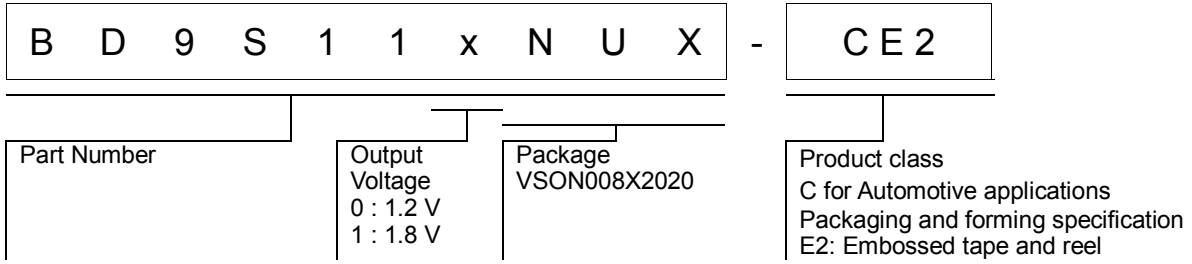 B D 9 S 1 1 x N U X - C E 2
Part Number
Output
Voltage
0 : 1.2 V
1 : 1.8 V
Package
VSON008X2020
Product class
C for Automotive applications
Packaging and forming specification
E2: Embossed tape and reel